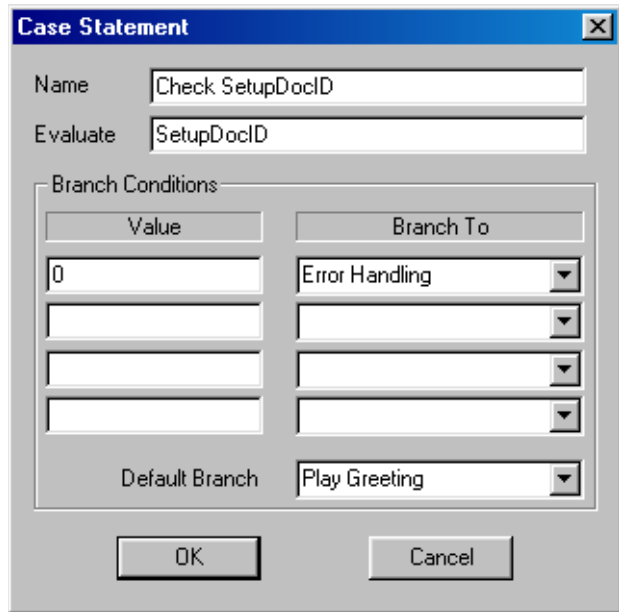 Case Statement
Name Check SetupDocID
Evaluate SetupDocID
Branch Conditions
Value Branch To
0 Error Handling
Default Branch Play Greeting
OK Cancel